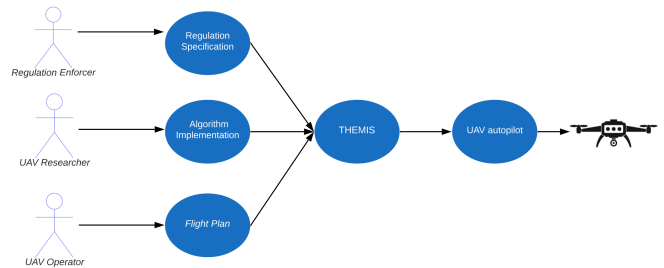 Regulation
Specification
Regulation Enforcer
Algorithm
Implementation
THEMIS
UAV autopilot
UAV Researcher
Flight Plan
UAV Operator